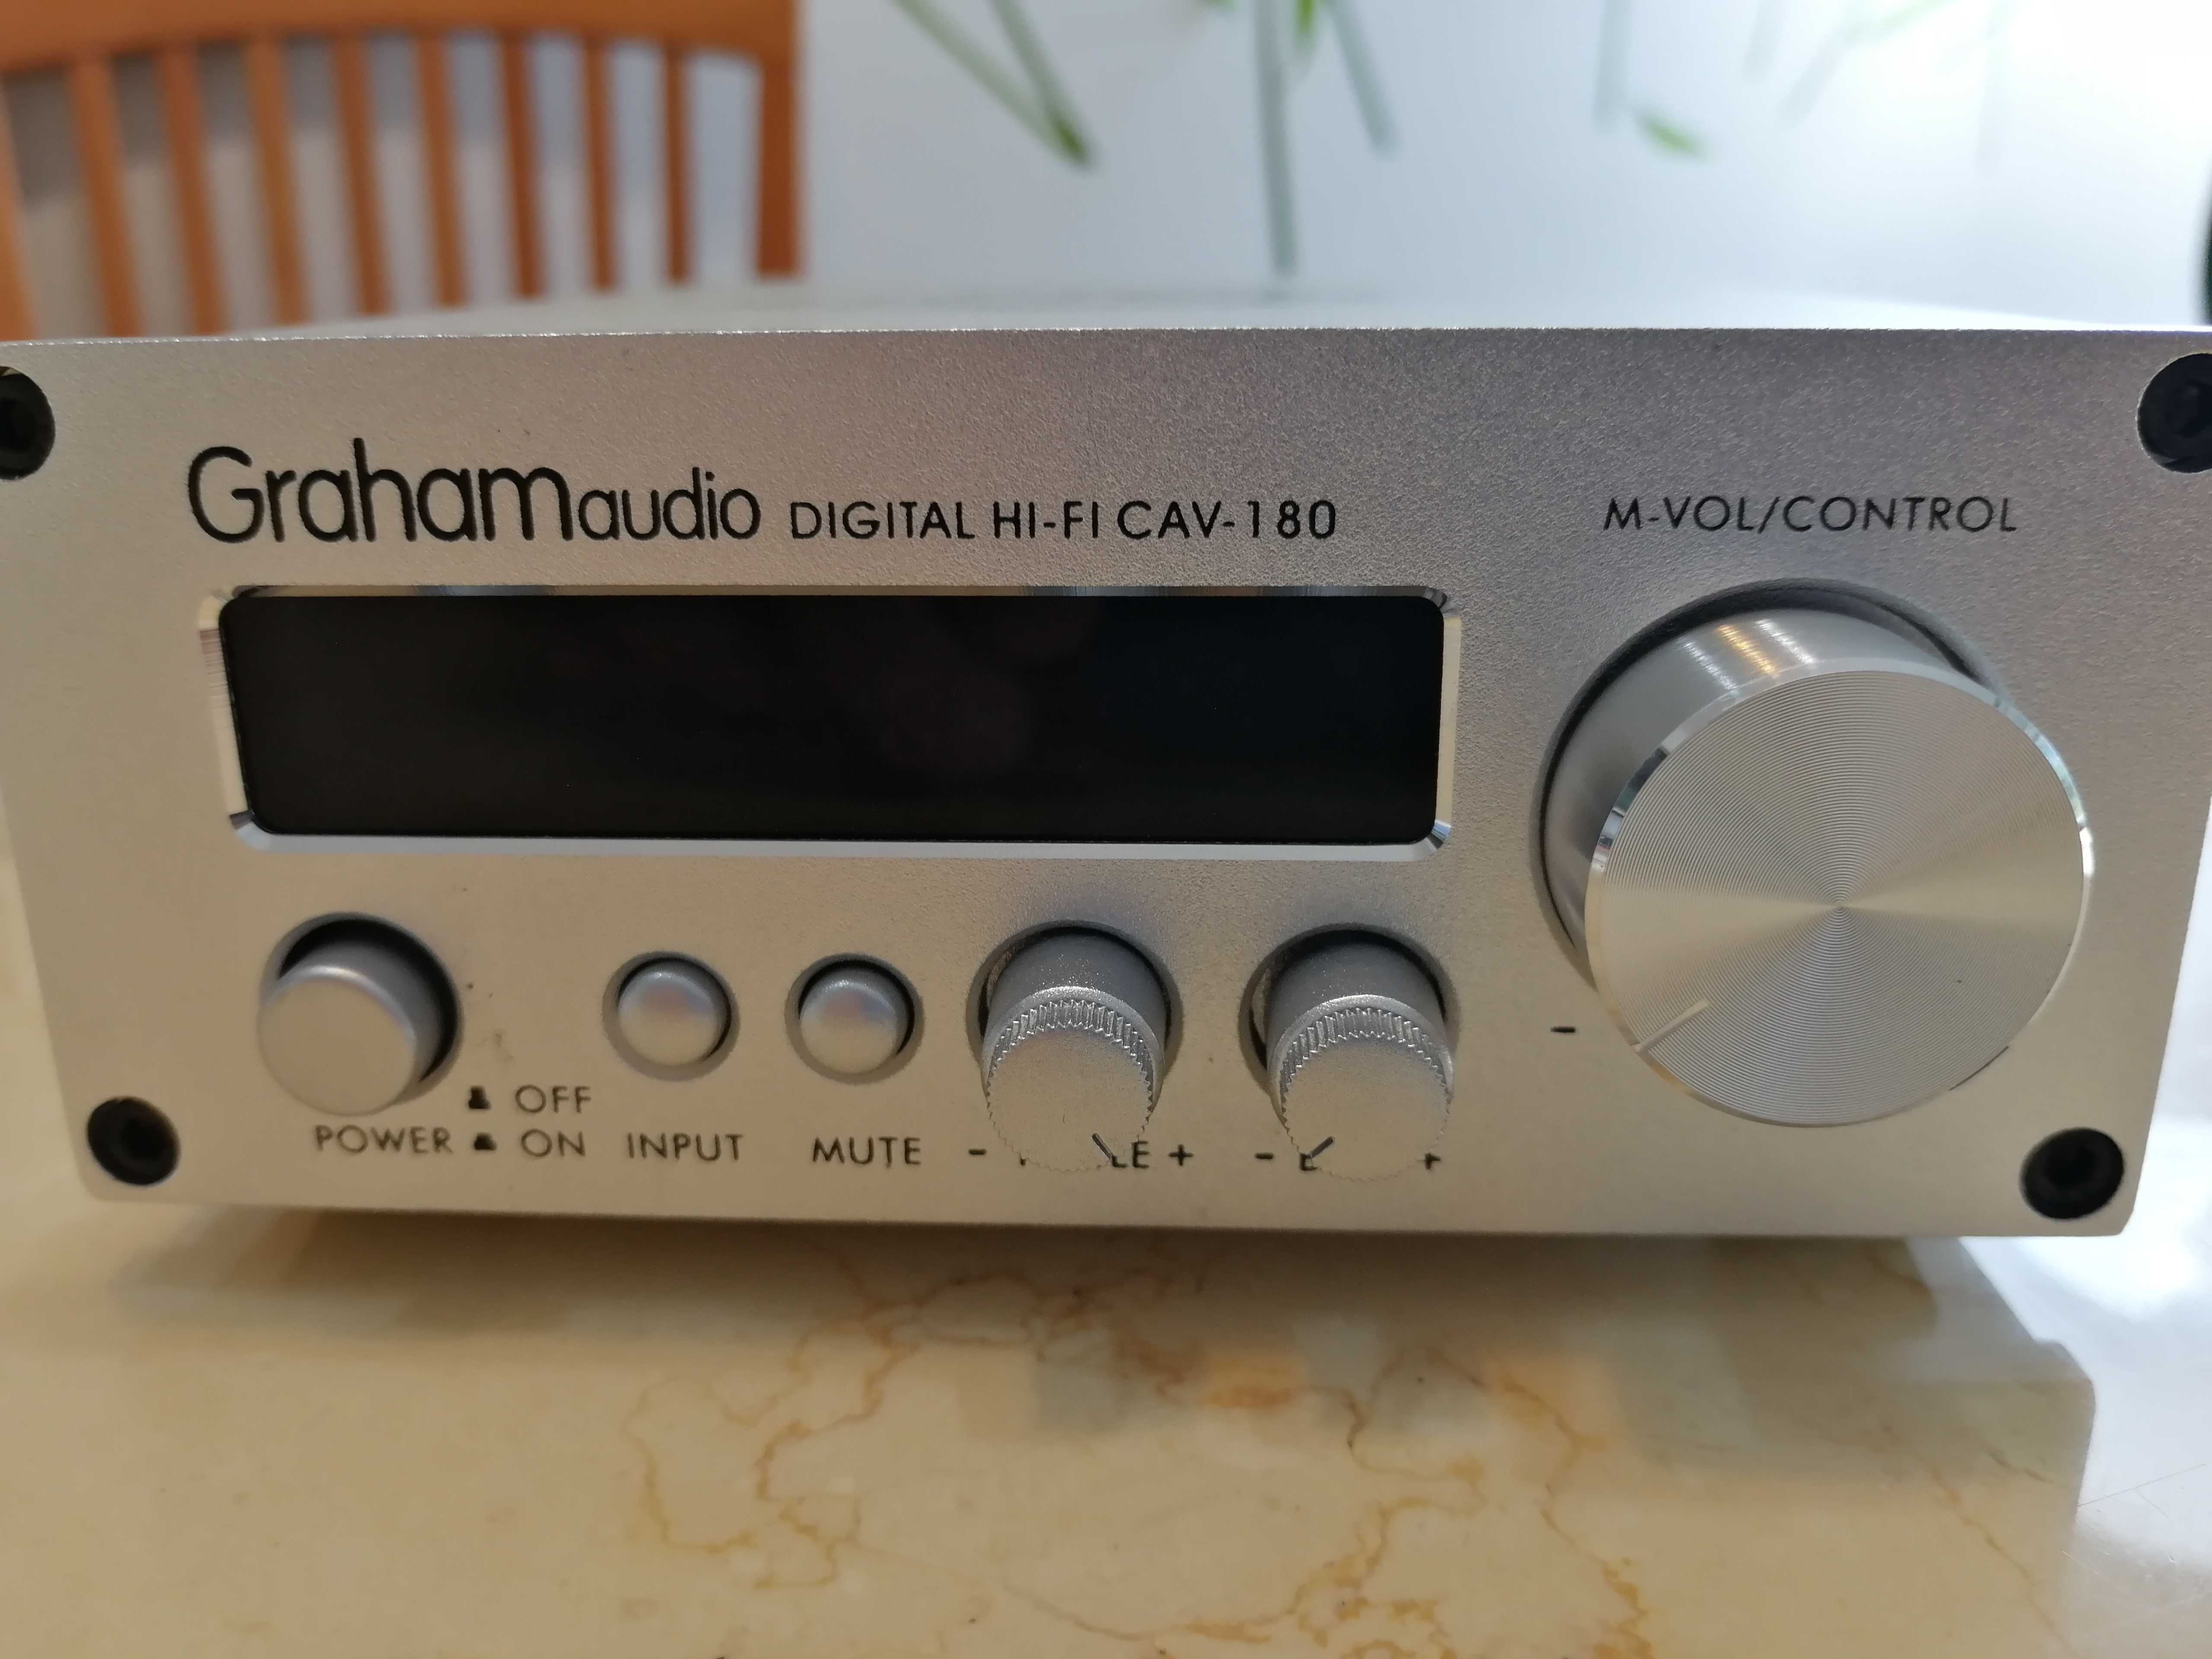 Grahamaudio DIGITAL HI-FI CAV-180
M-VOL/CONTROL
-
OFF
POWER ON
INPUT
MUTE
- +
- +